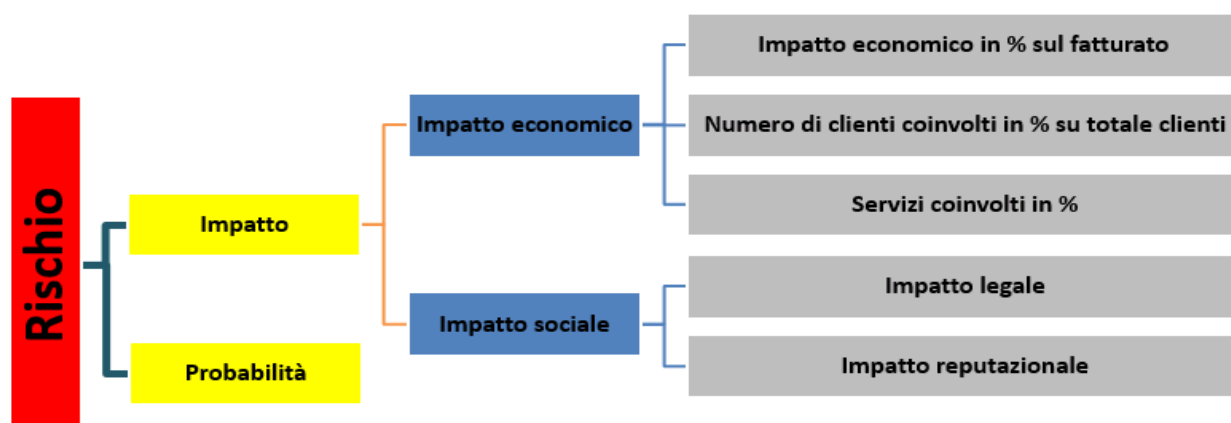 Rischio
Impatto
Probabilità
Impatto economico
Impatto sociale
Impatto economico in % sul fatturato
Numero di clienti coinvolti in % su totale clienti
Servizi coinvolti in %
Impatto legale
Impatto reputazionale